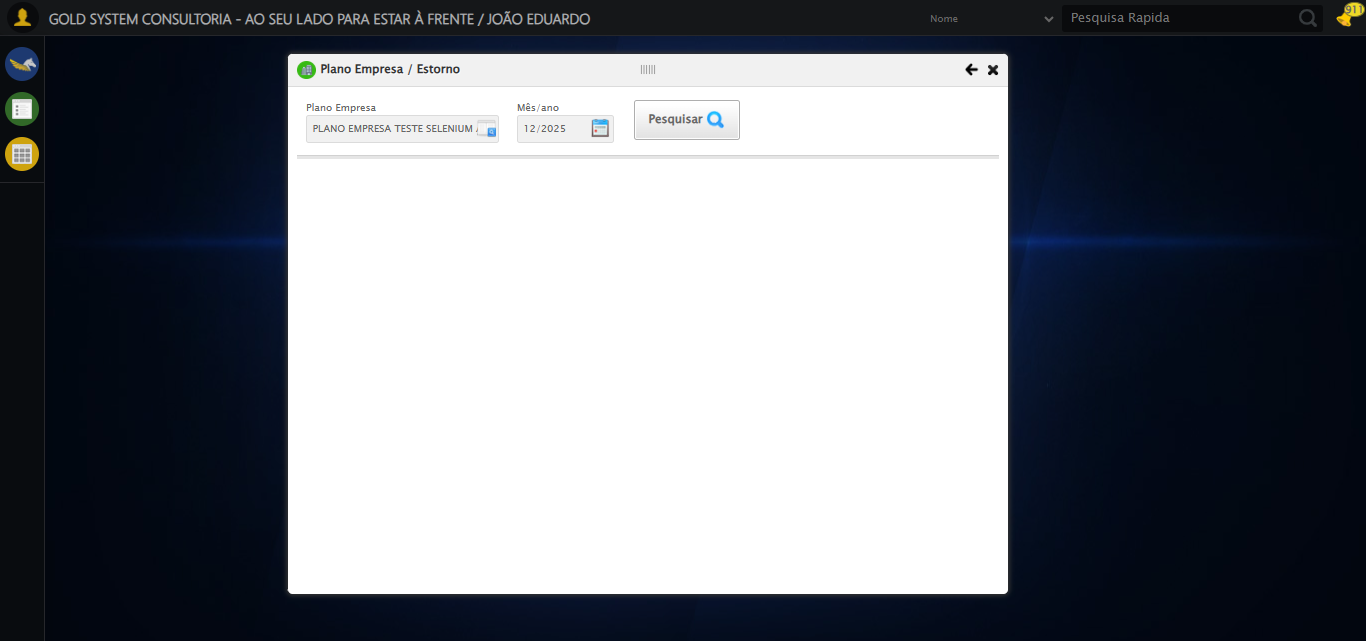 GOLD SYSTEM CONSULTORIA - AO SEU LADO PARA ESTAR À FRENTE / JOÃO EDUARDO
Nome
Pesquisa Rapida
911
Plano Empresa / Estorno
Plano Empresa
Mês/ano
PLANO EMPRESA TESTE SELENIUM
12/2025
Pesquisar